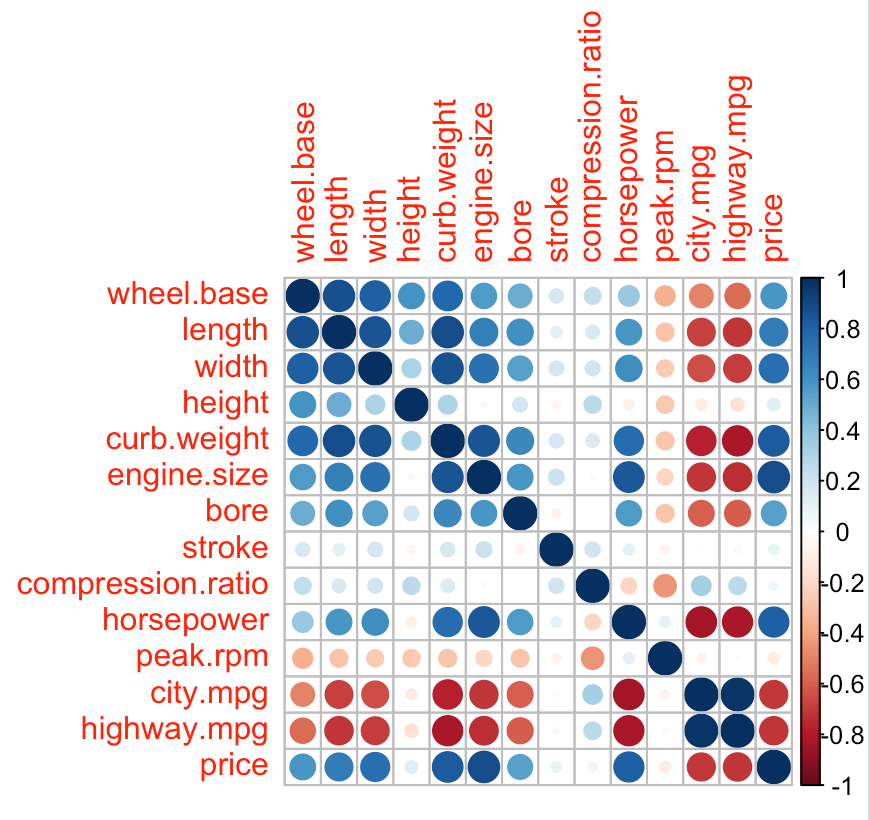 wheel.base
length
width
height
curb.weight
engine.size
bore
stroke
compression.ratio
horsepower
peak.rpm
city.mpg
highway.mpg
price
wheel.base
length
width
height
curb.weight
engine.size
bore
stroke
compression.ratio
horsepower
peak.rpm
city.mpg
highway.mpg
price
1
0.8
0.6
0.4
0.2
0
-0.2
-0.4
-0.6
-0.8
-1